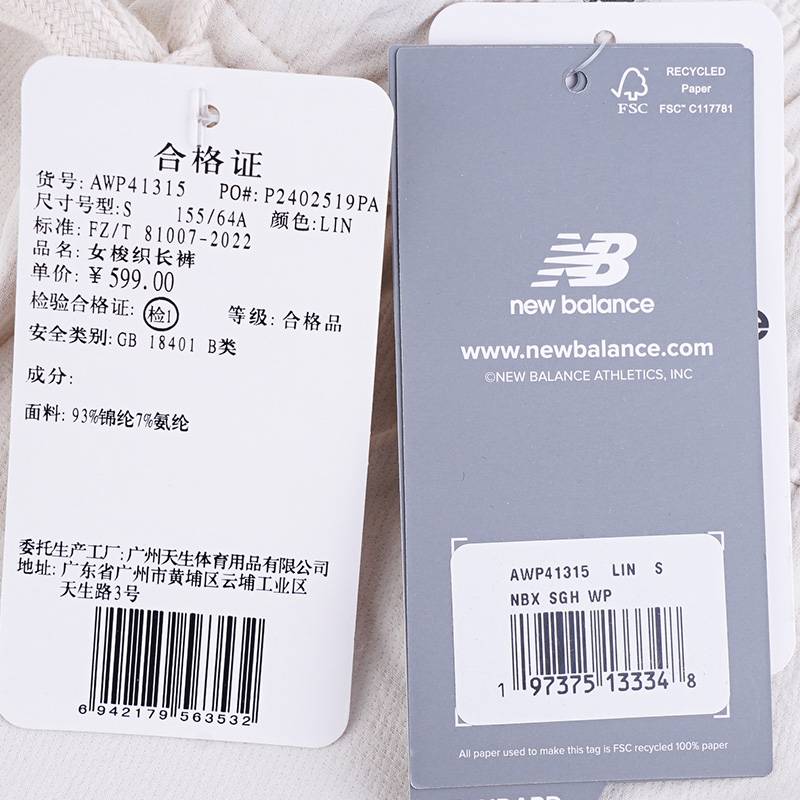 合格证
货号: AWP41315 PO#: P2402519PA
尺寸号型: S 155/64A 颜色: LIN
标准: FZ/T 81007-2022
品名: 女梭织长裤
单价: ¥ 599.00
检验合格证: 检1 等级: 合格品
安全类别: GB 18401 B类
成分:
面料: 93%锦纶7%氨纶
委托生产工厂: 广州天生体育用品有限公司
地址: 广东省广州市黄埔区云埔工业区
天生路3号
6 942179 563532
FSC
RECYCLED
Paper
FSC™ C117781
NB
new balance
www.newbalance.com
©NEW BALANCE ATHLETICS, INC
AWP41315 LIN S
NBX SGH WP
1 97375 13334 8
All paper used to make this tag is FSC recycled 100% paper